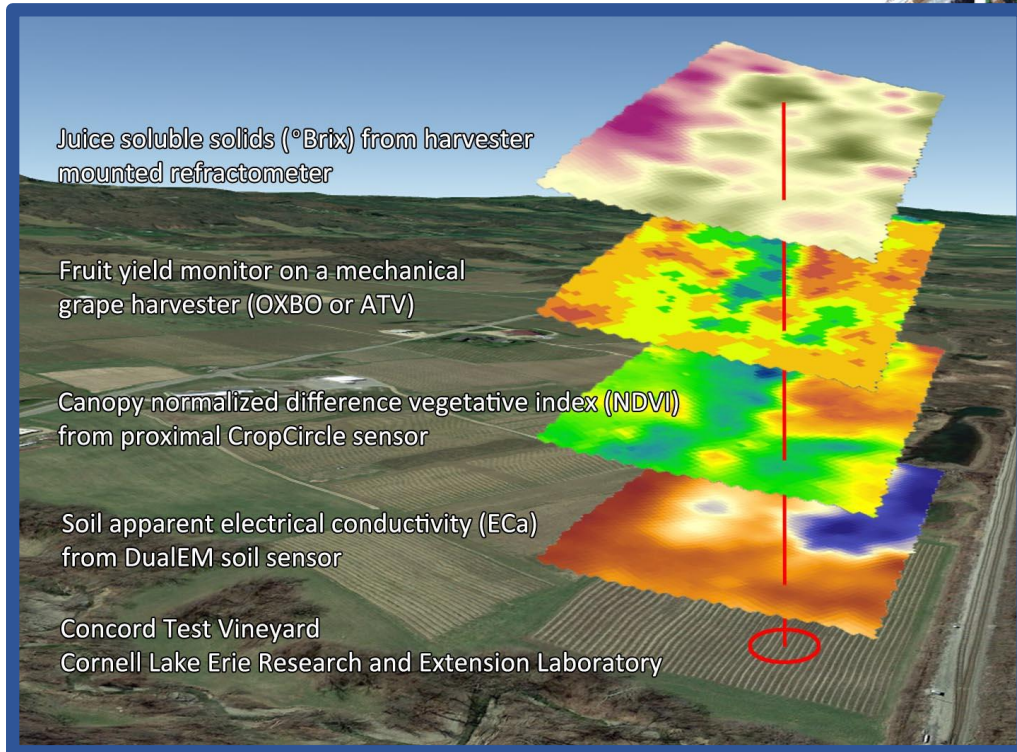 Juice soluble solids (°Brix) from harvester
mounted refractometer
Fruit yield monitor on a mechanical
grape harvester (OXBO or ATV)
Canopy normalized difference vegetative index (NDVI)
from proximal CropCircle sensor
Soil apparent electrical conductivity (ECa)
from DualEM soil sensor
Concord Test Vineyard
Cornell Lake Erie Research and Extension Laboratory